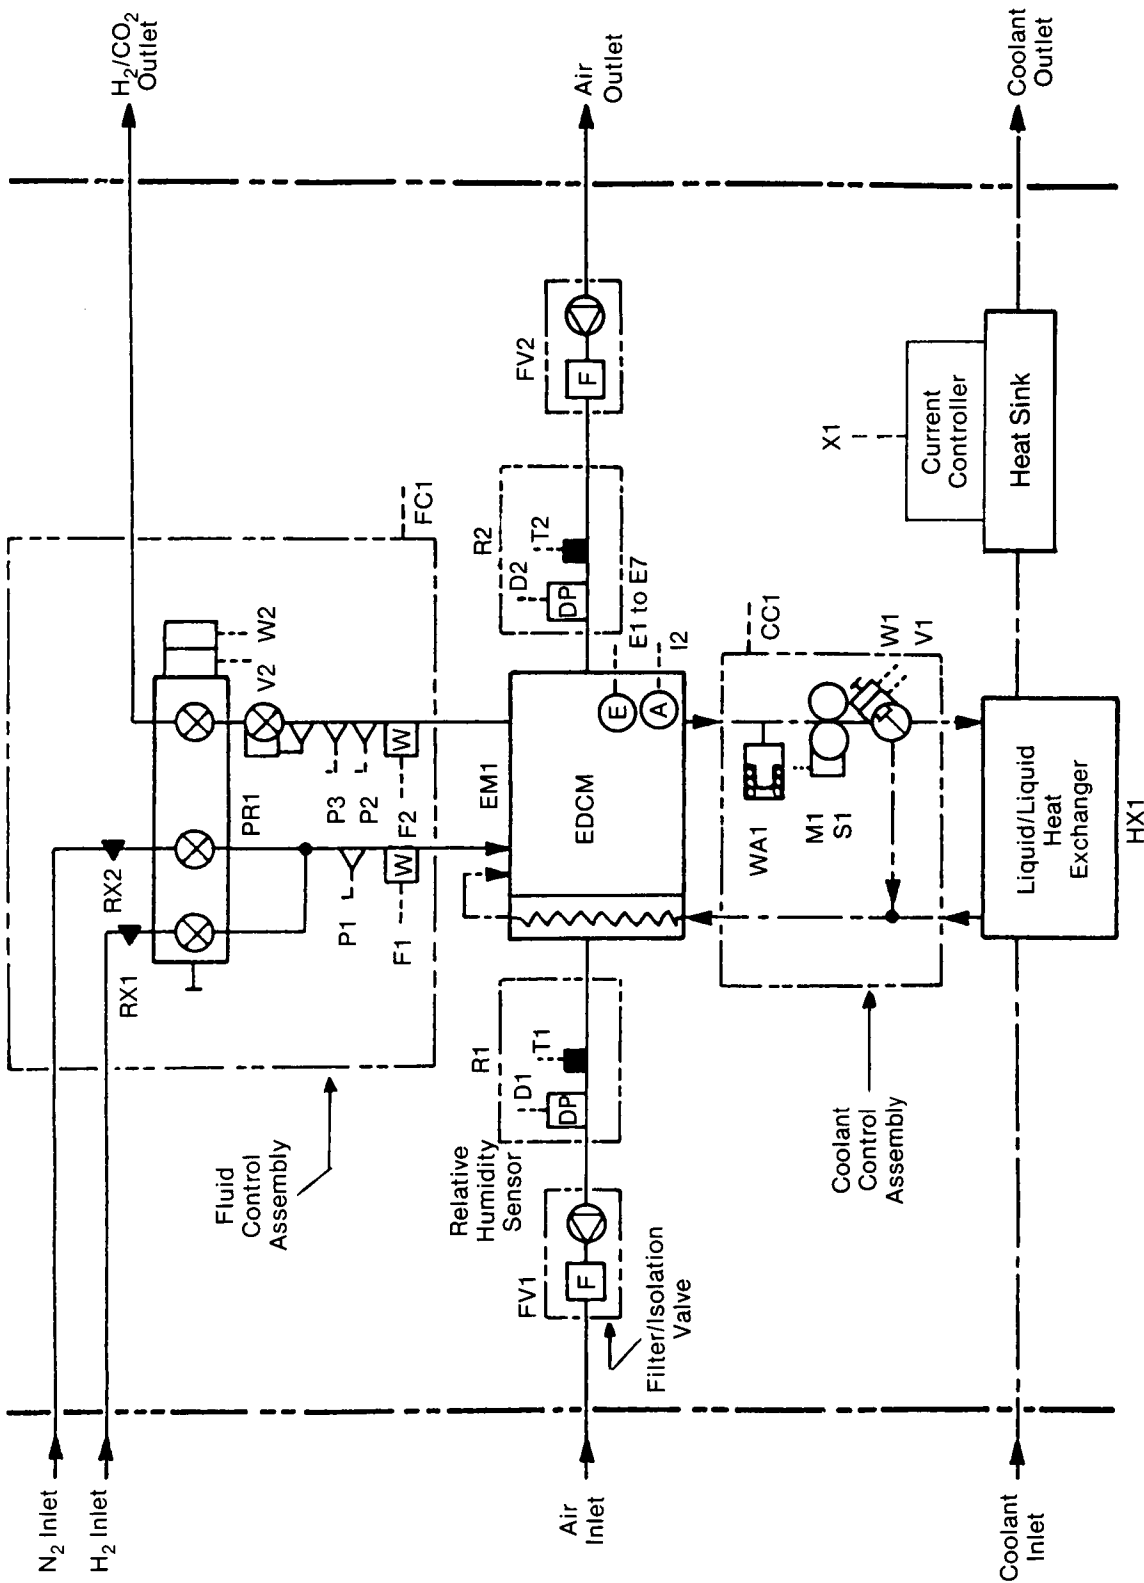 N2 Inlet
H2 Inlet
H2/CO2
Outlet
RX2
RX1
PR1
V2
W2
Fluid
Control
Assembly
P1
P3
P2
F1
W
F2
W
FC1
Air
Inlet
FV1
F
Filter/Isolation
Valve
Relative
Humidity
Sensor
R1
D1
DP
T1
EM1
EDCM
E
A
E1 to E7
I2
R2
D2
DP
T2
FV2
F
Air
Outlet
Coolant
Control
Assembly
WA1
M1
S1
CC1
W1
V1
Coolant
Inlet
Liquid/Liquid
Heat
Exchanger
HX1
X1
Current
Controller
Heat Sink
Coolant
Outlet